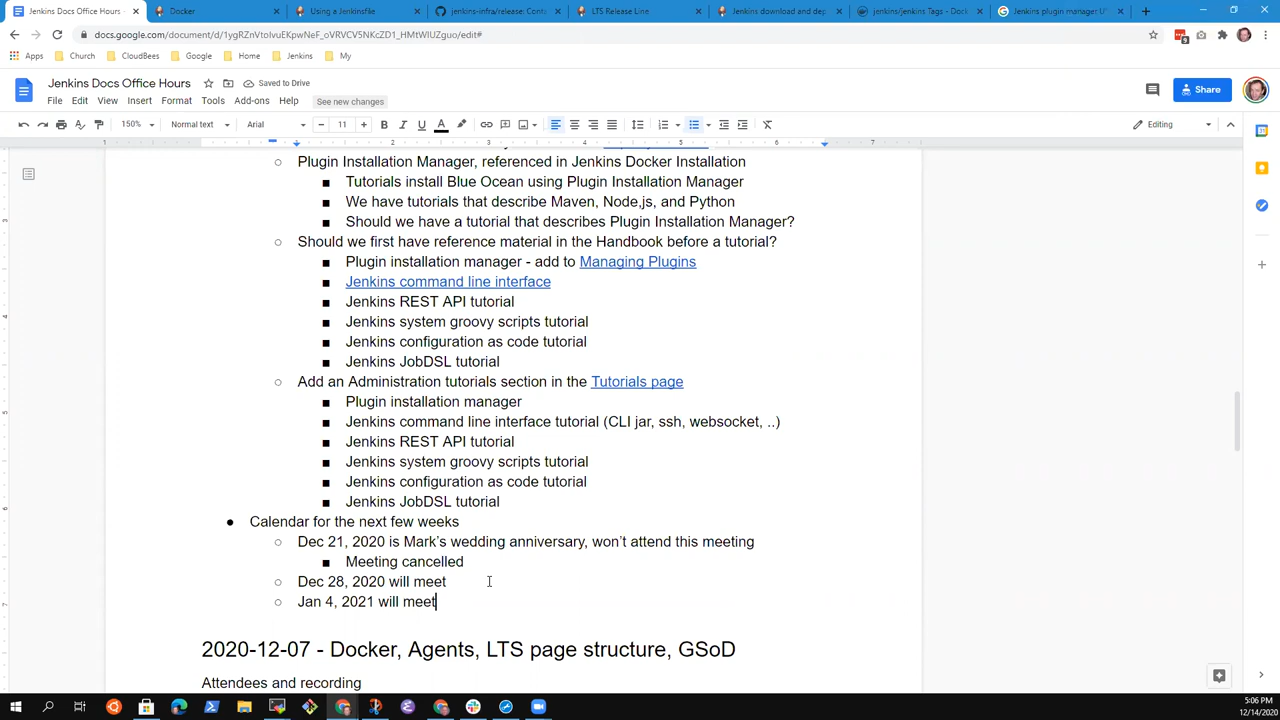 Jenkins Docs Office Hours -
Docker
Using a Jenkinsfile
jenkins-infra/release: Conta
LTS Release Line
Jenkins download and dep
jenkins/jenkins Tags - Dock
Jenkins plugin manager U
docs.google.com/document/d/1ygRZnVtoIvuEKpwNeF_oVRVCV5NKcZD1_HMtWIUZguo/edit#
Apps
Church
CloudBees
Google
Home
Jenkins
My
Jenkins Docs Office Hours
Saved to Drive
File Edit View Insert Format Tools Add-ons Help
See new changes
Share
150% Normal text Arial 11
Editing
1 2 3 4 5 6 7
Plugin Installation Manager, referenced in Jenkins Docker Installation
Tutorials install Blue Ocean using Plugin Installation Manager
We have tutorials that describe Maven, Node,js, and Python
Should we have a tutorial that describes Plugin Installation Manager?
Should we first have reference material in the Handbook before a tutorial?
Plugin installation manager - add to Managing Plugins
Jenkins command line interface
Jenkins REST API tutorial
Jenkins system groovy scripts tutorial
Jenkins configuration as code tutorial
Jenkins JobDSL tutorial
Add an Administration tutorials section in the Tutorials page
Plugin installation manager
Jenkins command line interface tutorial (CLI jar, ssh, websocket, ..)
Jenkins REST API tutorial
Jenkins system groovy scripts tutorial
Jenkins configuration as code tutorial
Jenkins JobDSL tutorial
Calendar for the next few weeks
Dec 21, 2020 is Mark's wedding anniversary, won't attend this meeting
Meeting cancelled
Dec 28, 2020 will meet
Jan 4, 2021 will meet
2020-12-07 - Docker, Agents, LTS page structure, GSoD
Attendees and recording
5:06 PM
12/14/2020